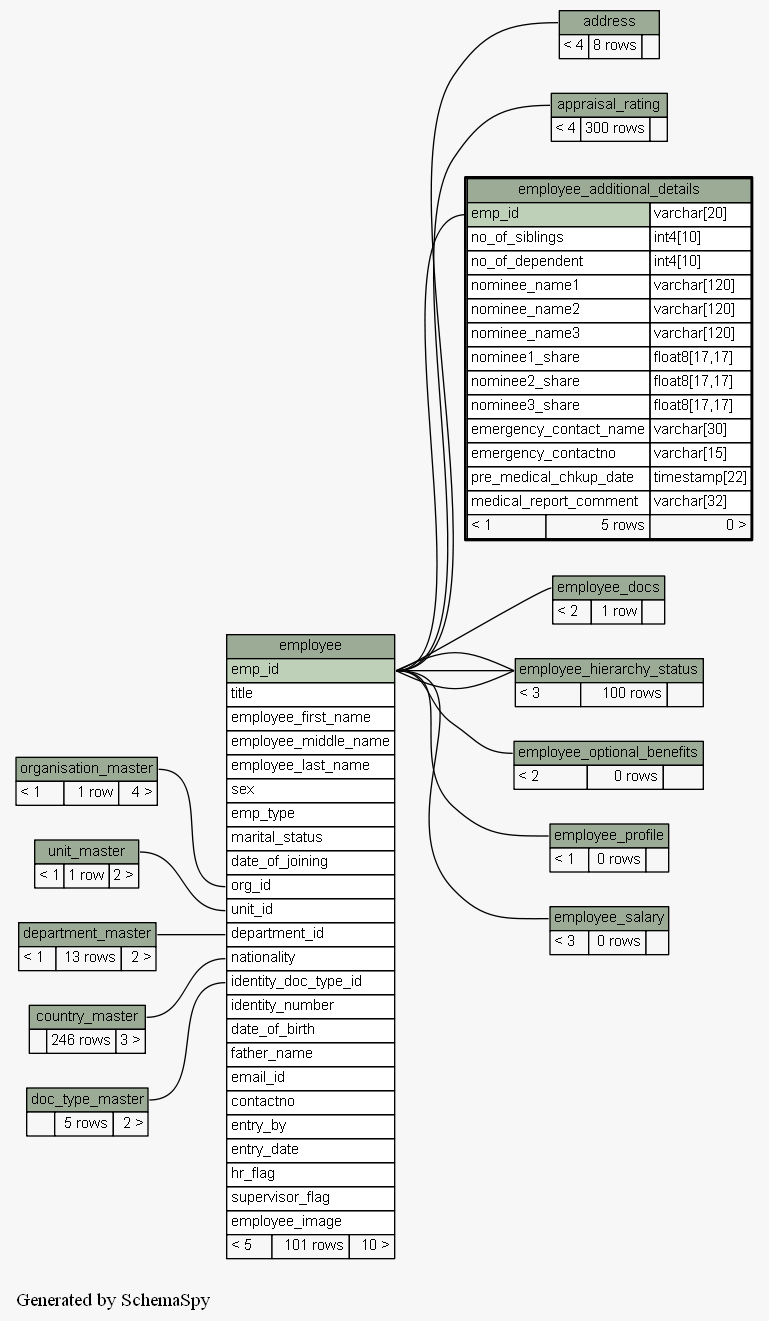 address
< 4 8 rows
appraisal_rating
< 4 300 rows
employee_additional_details
emp_id varchar[20]
no_of_siblings int4[10]
no_of_dependent int4[10]
nominee_name1 varchar[120]
nominee_name2 varchar[120]
nominee_name3 varchar[120]
nominee1_share float8[17,17]
nominee2_share float8[17,17]
nominee3_share float8[17,17]
emergency_contact_name varchar[30]
emergency_contactno varchar[15]
pre_medical_chkup_date timestamp[22]
medical_report_comment varchar[32]
< 1 5 rows 0 >
employee_docs
< 2 1 row
employee_hierarchy_status
< 3 100 rows
employee_optional_benefits
< 2 0 rows
employee_profile
< 1 0 rows
employee_salary
< 3 0 rows
employee
emp_id
title
employee_first_name
employee_middle_name
employee_last_name
sex
emp_type
marital_status
date_of_joining
org_id
unit_id
department_id
nationality
identity_doc_type_id
identity_number
date_of_birth
father_name
email_id
contactno
entry_by
entry_date
hr_flag
supervisor_flag
employee_image
< 5 101 rows 10 >
organisation_master
< 1 1 row 4 >
unit_master
< 1 1 row 2 >
department_master
< 1 13 rows 2 >
country_master
246 rows 3 >
doc_type_master
5 rows 2 >
Generated by SchemaSpy